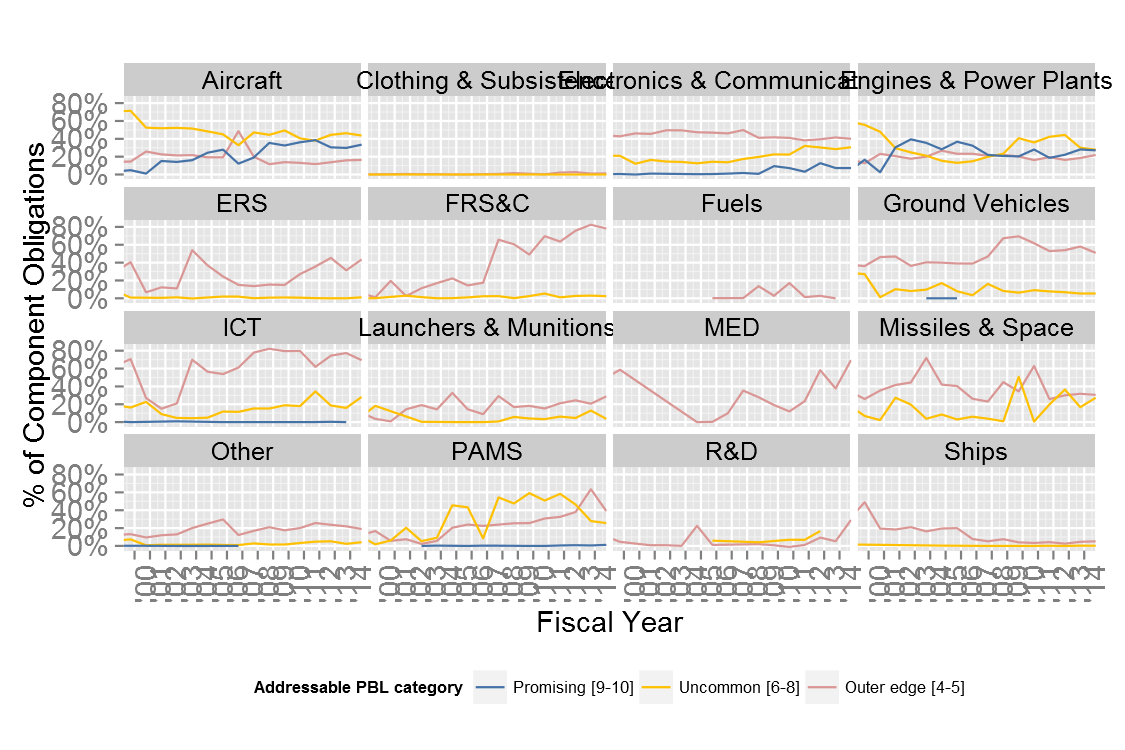 Aircraft
Clothing & Subsistence
Electronics & Communicat
Engines & Power Plants
80%
60%
40%
20%
0%
ERS
FRS&C
Fuels
Ground Vehicles
80%
60%
40%
20%
0%
ICT
Launchers & Munitions
MED
Missiles & Space
80%
60%
40%
20%
0%
Other
PAMS
R&D
Ships
80%
60%
40%
20%
0%
% of Component Obligations
Fiscal Year
Addressable PBL category
Promising [9-10]
Uncommon [6-8]
Outer edge [4-5]